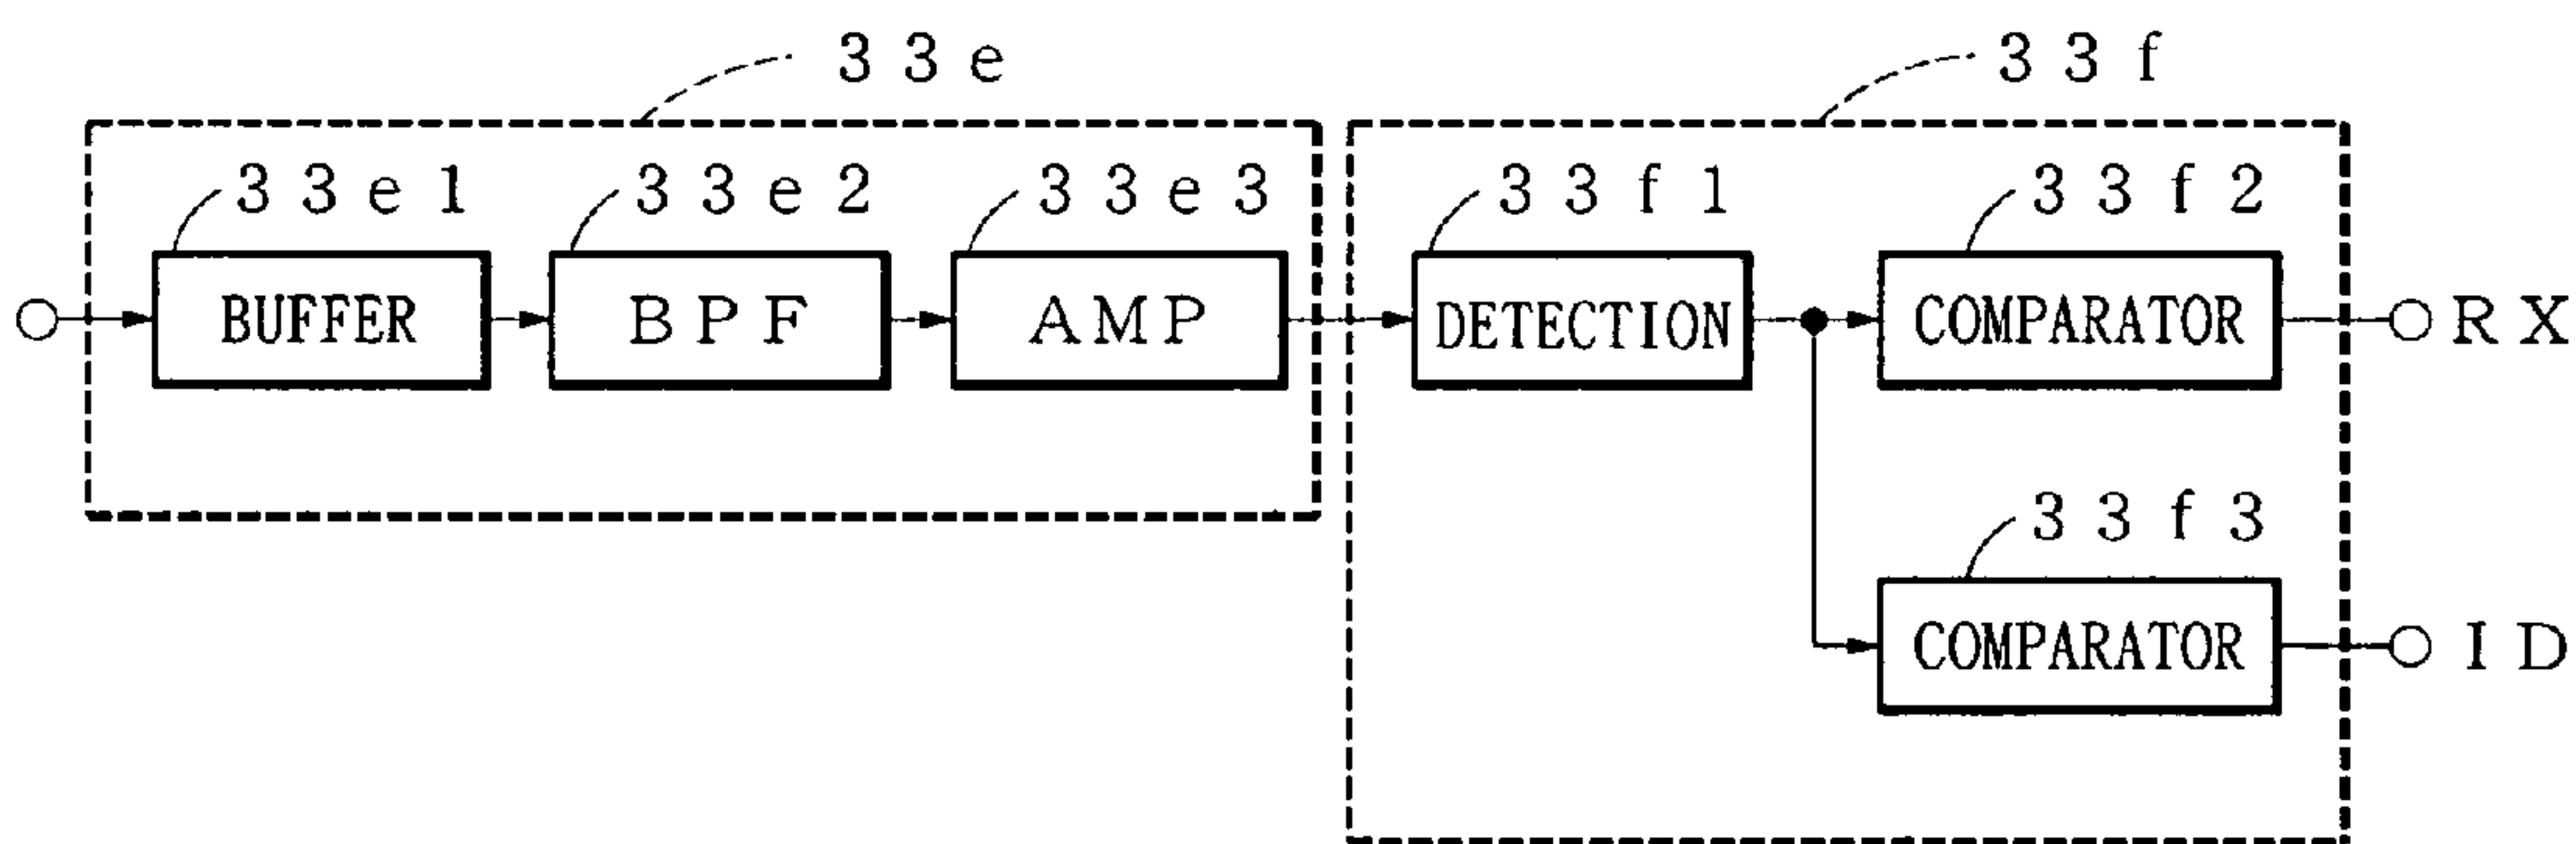 33e 33f
33e1 33e2 33e3 33f1 33f2
BUFFER BPF AMP DETECTION COMPARATOR RX
33f3
COMPARATOR ID